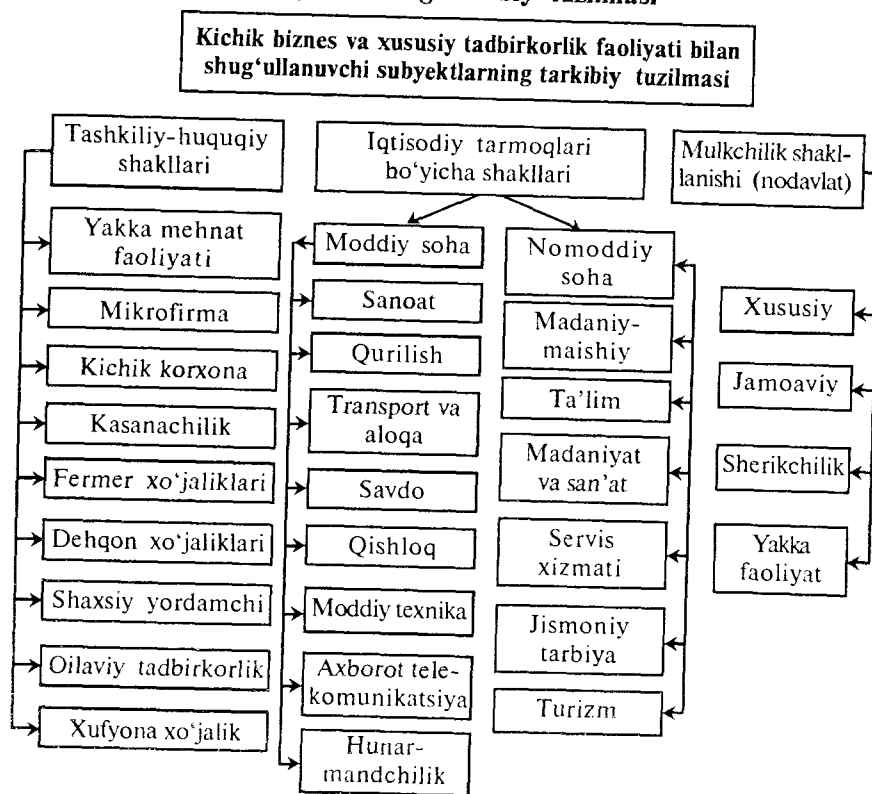 tuzilmasi
Kichik biznes va xususiy tadbirkorlik faoliyati bilan
shug‘ullanuvchi subyektlarning tarkibiy tuzilmasi
Tashkiliy-huquqiy
shakllari
Yakka mehnat
faoliyati
Mikrofirma
Kichik korxona
Kasanachilik
Fermer xo‘jaliklari
Dehqon xo‘jaliklari
Shaxsiy yordamchi
Oilaviy tadbirkorlik
Xufyona xo‘jalik
Iqtisodiy tarmoqlari
bo‘yicha shakllari
Moddiy soha
Sanoat
Qurilish
Transport va
aloqa
Savdo
Qishloq
Moddiy texnika
Axborot tele-
komunikatsiya
Hunar-
mandchilik
Nomoddiy
soha
Madaniy-
maishiy
Ta’lim
Madaniyat
va san’at
Servis
xizmati
Jismoniy
tarbiya
Turizm
Mulkchilik shakl-
llanishi (nodavlat)
Xususiy
Jamoaviy
Sherikchilik
Yakka
faoliyat